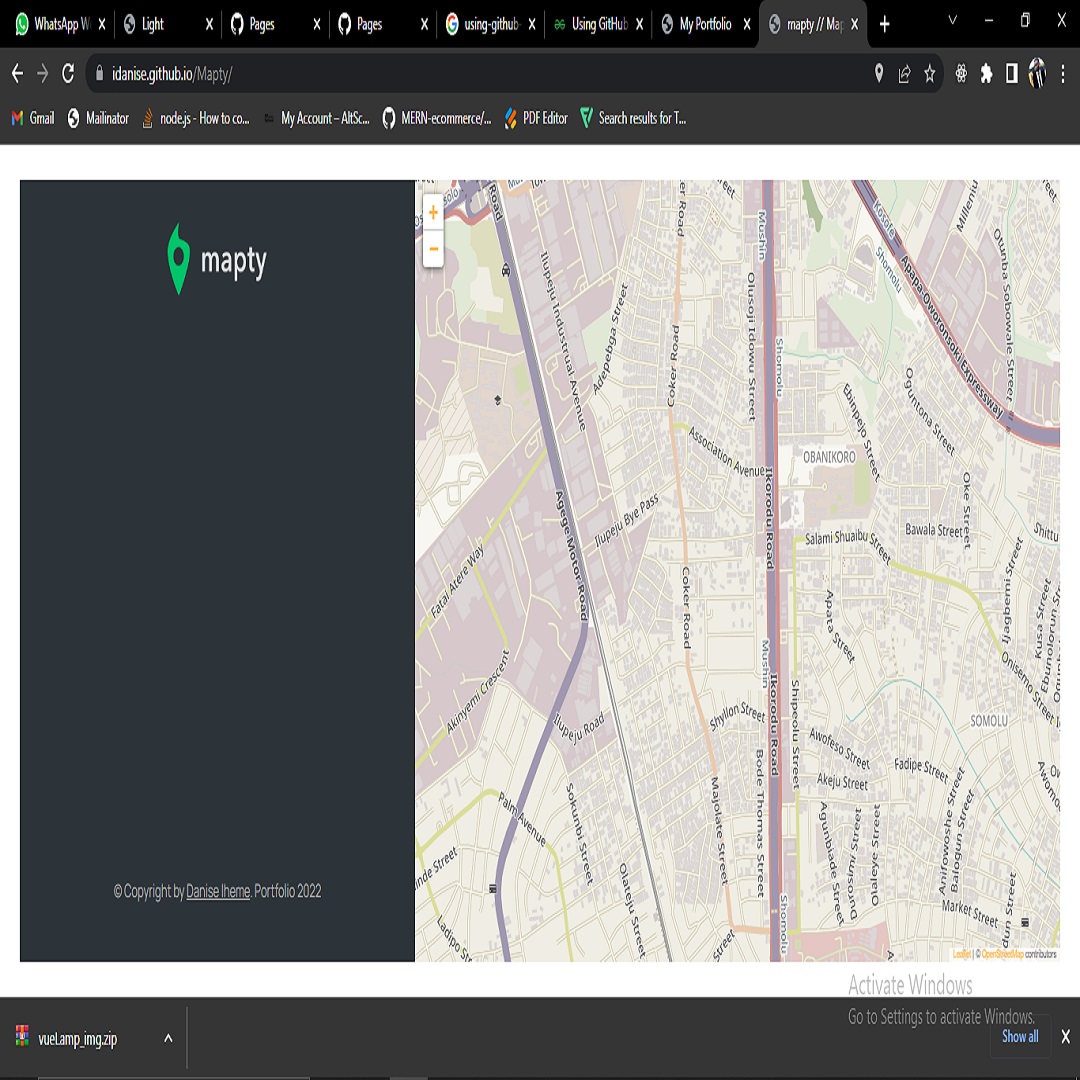 WhatsApp W
Light
Pages
Pages
using-github-
Using GitHub
My Portfolio
mapty // Map
idanise.github.io/Mapty/
Gmail
Mailinator
node.js - How to co...
My Account – AltSc...
MERN-ecommerce/...
PDF Editor
Search results for T...
mapty
© Copyright by Danise Iheme. Portfolio 2022
+
−
Road
Ilupeju Industrual Avenue
Adepebga Street
Coker Road
Mushin
Olusoji Idowu Street
Shomolu
Kosofe
Shomolu
Apapa-Oworonsoki Expressway
Otunba Sobowale Street
Association Avenue
Ikorodu Road
OBANIKORO
Ebinpejo Street
Oguntona Street
Oke Street
Agege Motor Road
Ilupeju Bye Pass
Bawala Street
Shittu
Salami Shuaibu Street
Fatai Atere Way
Coker Road
Apata Street
Ijagbemi Street
Kusa Street
Ebunolorun
Onisemo Street
Mushin
Ikorodu Road
Shipeolu Street
Akinyemi Crescent
Ilupeju Road
Shyllon Street
SOMOLU
Awofeso Street
Fadipe Street
Akeju Street
Bode Thomas Street
Majolate Street
Sokunbi Street
Palm Avenue
Agunbiade Street
Durosimi Street
Olaleye Street
Anifowoshe Street
Balogun Street
Market Street
Olateju Street
Ladipo St
Street
Shomolu
Leaflet | © OpenStreetMap contributors
Activate Windows
Go to Settings to activate Windows.
vueLamp_img.zip
Show all